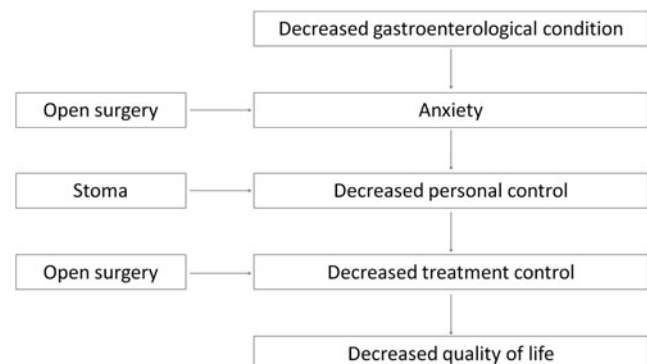 Decreased gastroenterological condition
Open surgery
Anxiety
Stoma
Decreased personal control
Open surgery
Decreased treatment control
Decreased quality of life